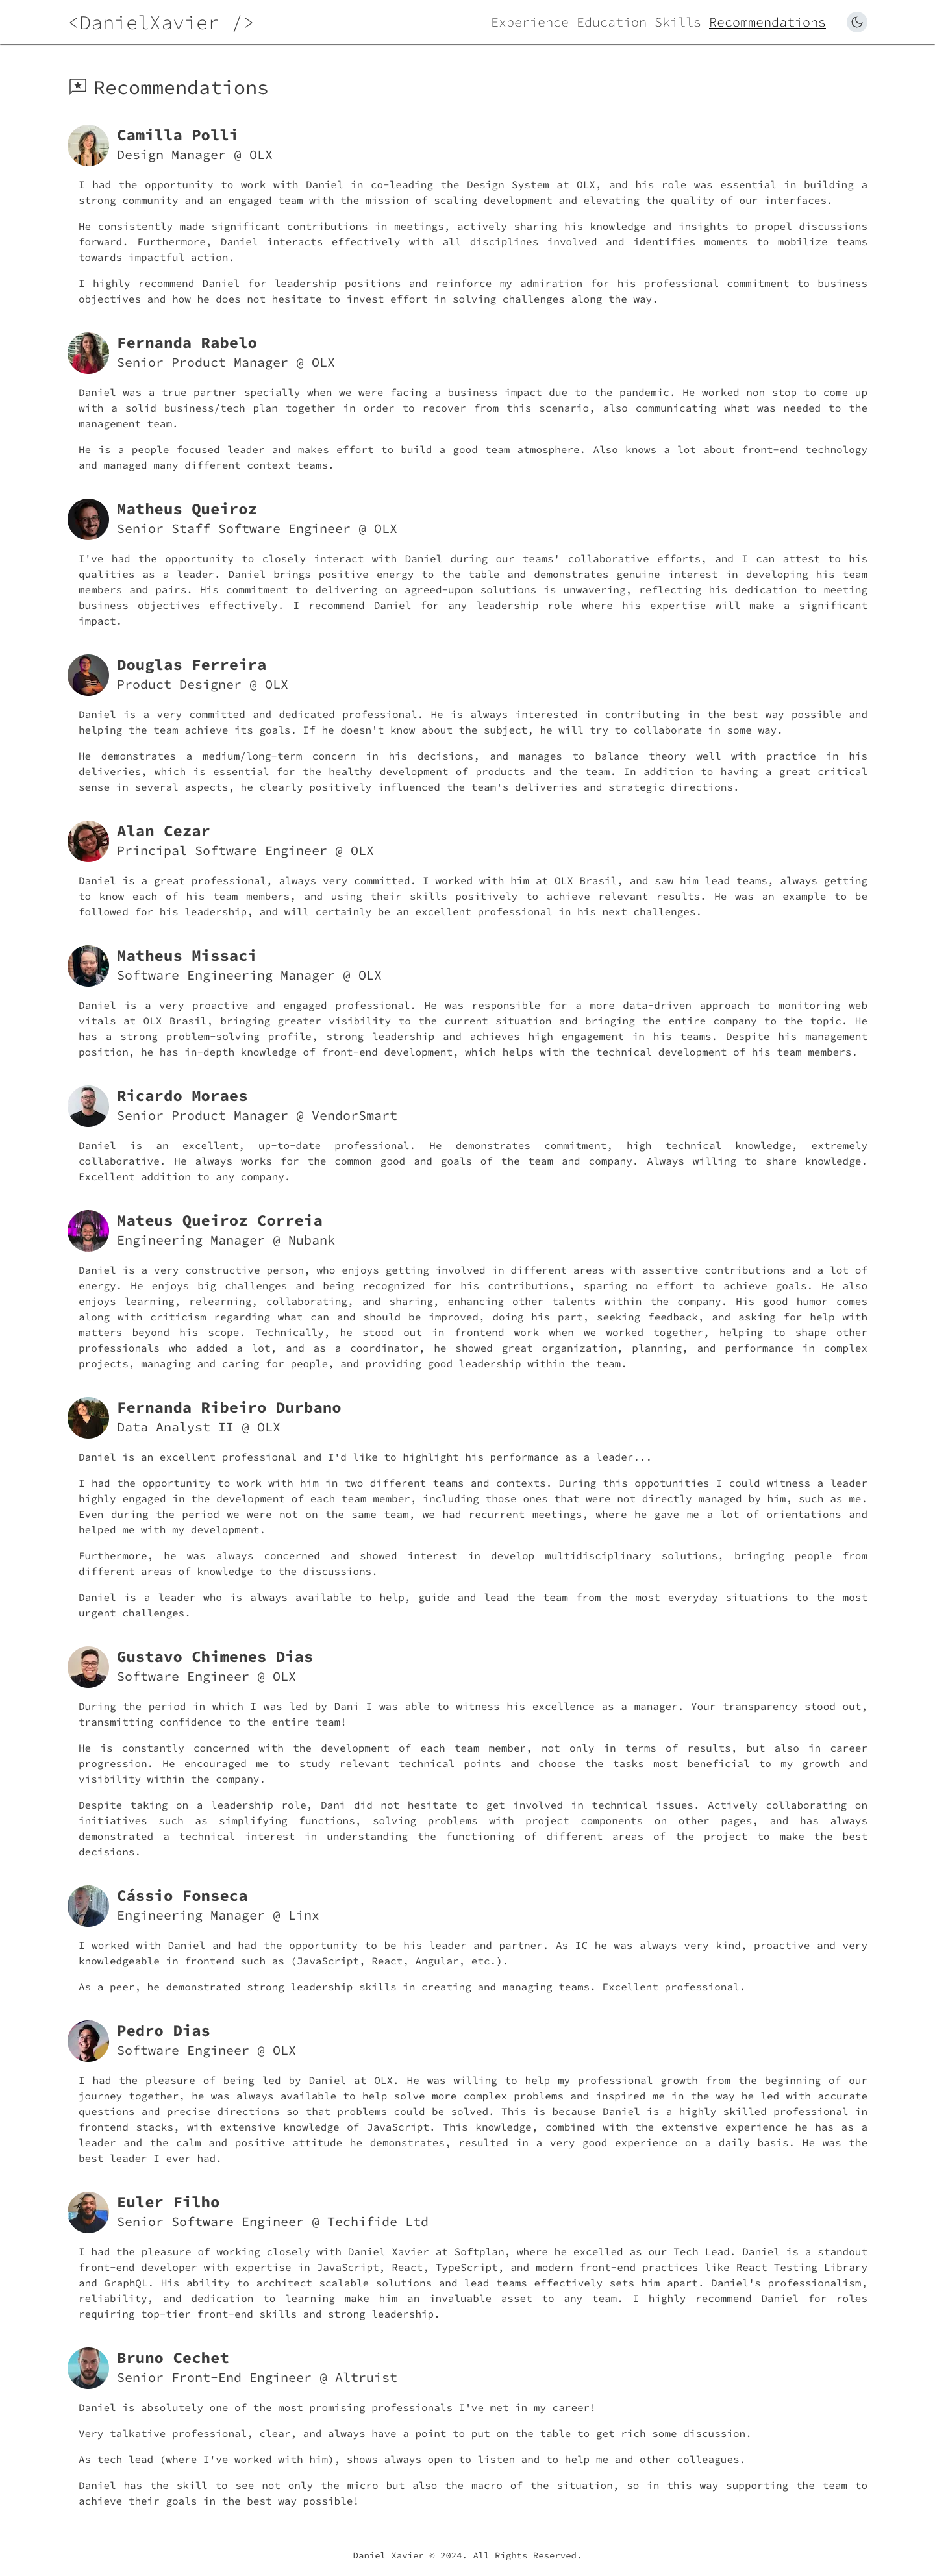 <DanielXavier />
Experience Education Skills Recommendations
Recommendations
Camilla Polli
Design Manager @ OLX
I had the opportunity to work with Daniel in co-leading the Design System at OLX, and his role was essential in building a
strong community and an engaged team with the mission of scaling development and elevating the quality of our interfaces.
He consistently made significant contributions in meetings, actively sharing his knowledge and insights to propel discussions
forward. Furthermore, Daniel interacts effectively with all disciplines involved and identifies moments to mobilize teams
towards impactful action.
I highly recommend Daniel for leadership positions and reinforce my admiration for his professional commitment to business
objectives and how he does not hesitate to invest effort in solving challenges along the way.
Fernanda Rabelo
Senior Product Manager @ OLX
Daniel was a true partner specially when we were facing a business impact due to the pandemic. He worked non stop to come up
with a solid business/tech plan together in order to recover from this scenario, also communicating what was needed to the
management team.
He is a people focused leader and makes effort to build a good team atmosphere. Also knows a lot about front-end technology
and managed many different context teams.
Matheus Queiroz
Senior Staff Software Engineer @ OLX
I've had the opportunity to closely interact with Daniel during our teams' collaborative efforts, and I can attest to his
qualities as a leader. Daniel brings positive energy to the table and demonstrates genuine interest in developing his team
members and pairs. His commitment to delivering on agreed-upon solutions is unwavering, reflecting his dedication to meeting
business objectives effectively. I recommend Daniel for any leadership role where his expertise will make a significant
impact.
Douglas Ferreira
Product Designer @ OLX
Daniel is a very committed and dedicated professional. He is always interested in contributing in the best way possible and
helping the team achieve its goals. If he doesn't know about the subject, he will try to collaborate in some way.
He demonstrates a medium/long-term concern in his decisions, and manages to balance theory well with practice in his
deliveries, which is essential for the healthy development of products and the team. In addition to having a great critical
sense in several aspects, he clearly positively influenced the team's deliveries and strategic directions.
Alan Cezar
Principal Software Engineer @ OLX
Daniel is a great professional, always very committed. I worked with him at OLX Brasil, and saw him lead teams, always getting
to know each of his team members, and using their skills positively to achieve relevant results. He was an example to be
followed for his leadership, and will certainly be an excellent professional in his next challenges.
Matheus Missaci
Software Engineering Manager @ OLX
Daniel is a very proactive and engaged professional. He was responsible for a more data-driven approach to monitoring web
vitals at OLX Brasil, bringing greater visibility to the current situation and bringing the entire company to the topic. He
has a strong problem-solving profile, strong leadership and achieves high engagement in his teams. Despite his management
position, he has in-depth knowledge of front-end development, which helps with the technical development of his team members.
Ricardo Moraes
Senior Product Manager @ VendorSmart
Daniel is an excellent, up-to-date professional. He demonstrates commitment, high technical knowledge, extremely
collaborative. He always works for the common good and goals of the team and company. Always willing to share knowledge.
Excellent addition to any company.
Mateus Queiroz Correia
Engineering Manager @ Nubank
Daniel is a very constructive person, who enjoys getting involved in different areas with assertive contributions and a lot of
energy. He enjoys big challenges and being recognized for his contributions, sparing no effort to achieve goals. He also
enjoys learning, relearning, collaborating, and sharing, enhancing other talents within the company. His good humor comes
along with criticism regarding what can and should be improved, doing his part, seeking feedback, and asking for help with
matters beyond his scope. Technically, he stood out in frontend work when we worked together, helping to shape other
professionals who added a lot, and as a coordinator, he showed great organization, planning, and performance in complex
projects, managing and caring for people, and providing good leadership within the team.
Fernanda Ribeiro Durbano
Data Analyst II @ OLX
Daniel is an excellent professional and I'd like to highlight his performance as a leader...
I had the opportunity to work with him in two different teams and contexts. During this oppotunities I could witness a leader
highly engaged in the development of each team member, including those ones that were not directly managed by him, such as me.
Even during the period we were not on the same team, we had recurrent meetings, where he gave me a lot of orientations and
helped me with my development.
Furthermore, he was always concerned and showed interest in develop multidisciplinary solutions, bringing people from
different areas of knowledge to the discussions.
Daniel is a leader who is always available to help, guide and lead the team from the most everyday situations to the most
urgent challenges.
Gustavo Chimenes Dias
Software Engineer @ OLX
During the period in which I was led by Dani I was able to witness his excellence as a manager. Your transparency stood out,
transmitting confidence to the entire team!
He is constantly concerned with the development of each team member, not only in terms of results, but also in career
progression. He encouraged me to study relevant technical points and choose the tasks most beneficial to my growth and
visibility within the company.
Despite taking on a leadership role, Dani did not hesitate to get involved in technical issues. Actively collaborating on
initiatives such as simplifying functions, solving problems with project components on other pages, and has always
demonstrated a technical interest in understanding the functioning of different areas of the project to make the best
decisions.
Cássio Fonseca
Engineering Manager @ Linx
I worked with Daniel and had the opportunity to be his leader and partner. As IC he was always very kind, proactive and very
knowledgeable in frontend such as (JavaScript, React, Angular, etc.).
As a peer, he demonstrated strong leadership skills in creating and managing teams. Excellent professional.
Pedro Dias
Software Engineer @ OLX
I had the pleasure of being led by Daniel at OLX. He was willing to help my professional growth from the beginning of our
journey together, he was always available to help solve more complex problems and inspired me in the way he led with accurate
questions and precise directions so that problems could be solved. This is because Daniel is a highly skilled professional in
frontend stacks, with extensive knowledge of JavaScript. This knowledge, combined with the extensive experience he has as a
leader and the calm and positive attitude he demonstrates, resulted in a very good experience on a daily basis. He was the
best leader I ever had.
Euler Filho
Senior Software Engineer @ Techifide Ltd
I had the pleasure of working closely with Daniel Xavier at Softplan, where he excelled as our Tech Lead. Daniel is a standout
front-end developer with expertise in JavaScript, React, TypeScript, and modern front-end practices like React Testing Library
and GraphQL. His ability to architect scalable solutions and lead teams effectively sets him apart. Daniel's professionalism,
reliability, and dedication to learning make him an invaluable asset to any team. I highly recommend Daniel for roles
requiring top-tier front-end skills and strong leadership.
Bruno Cechet
Senior Front-End Engineer @ Altruist
Daniel is absolutely one of the most promising professionals I've met in my career!
Very talkative professional, clear, and always have a point to put on the table to get rich some discussion.
As tech lead (where I've worked with him), shows always open to listen and to help me and other colleagues.
Daniel has the skill to see not only the micro but also the macro of the situation, so in this way supporting the team to
achieve their goals in the best way possible!
Daniel Xavier © 2024. All Rights Reserved.